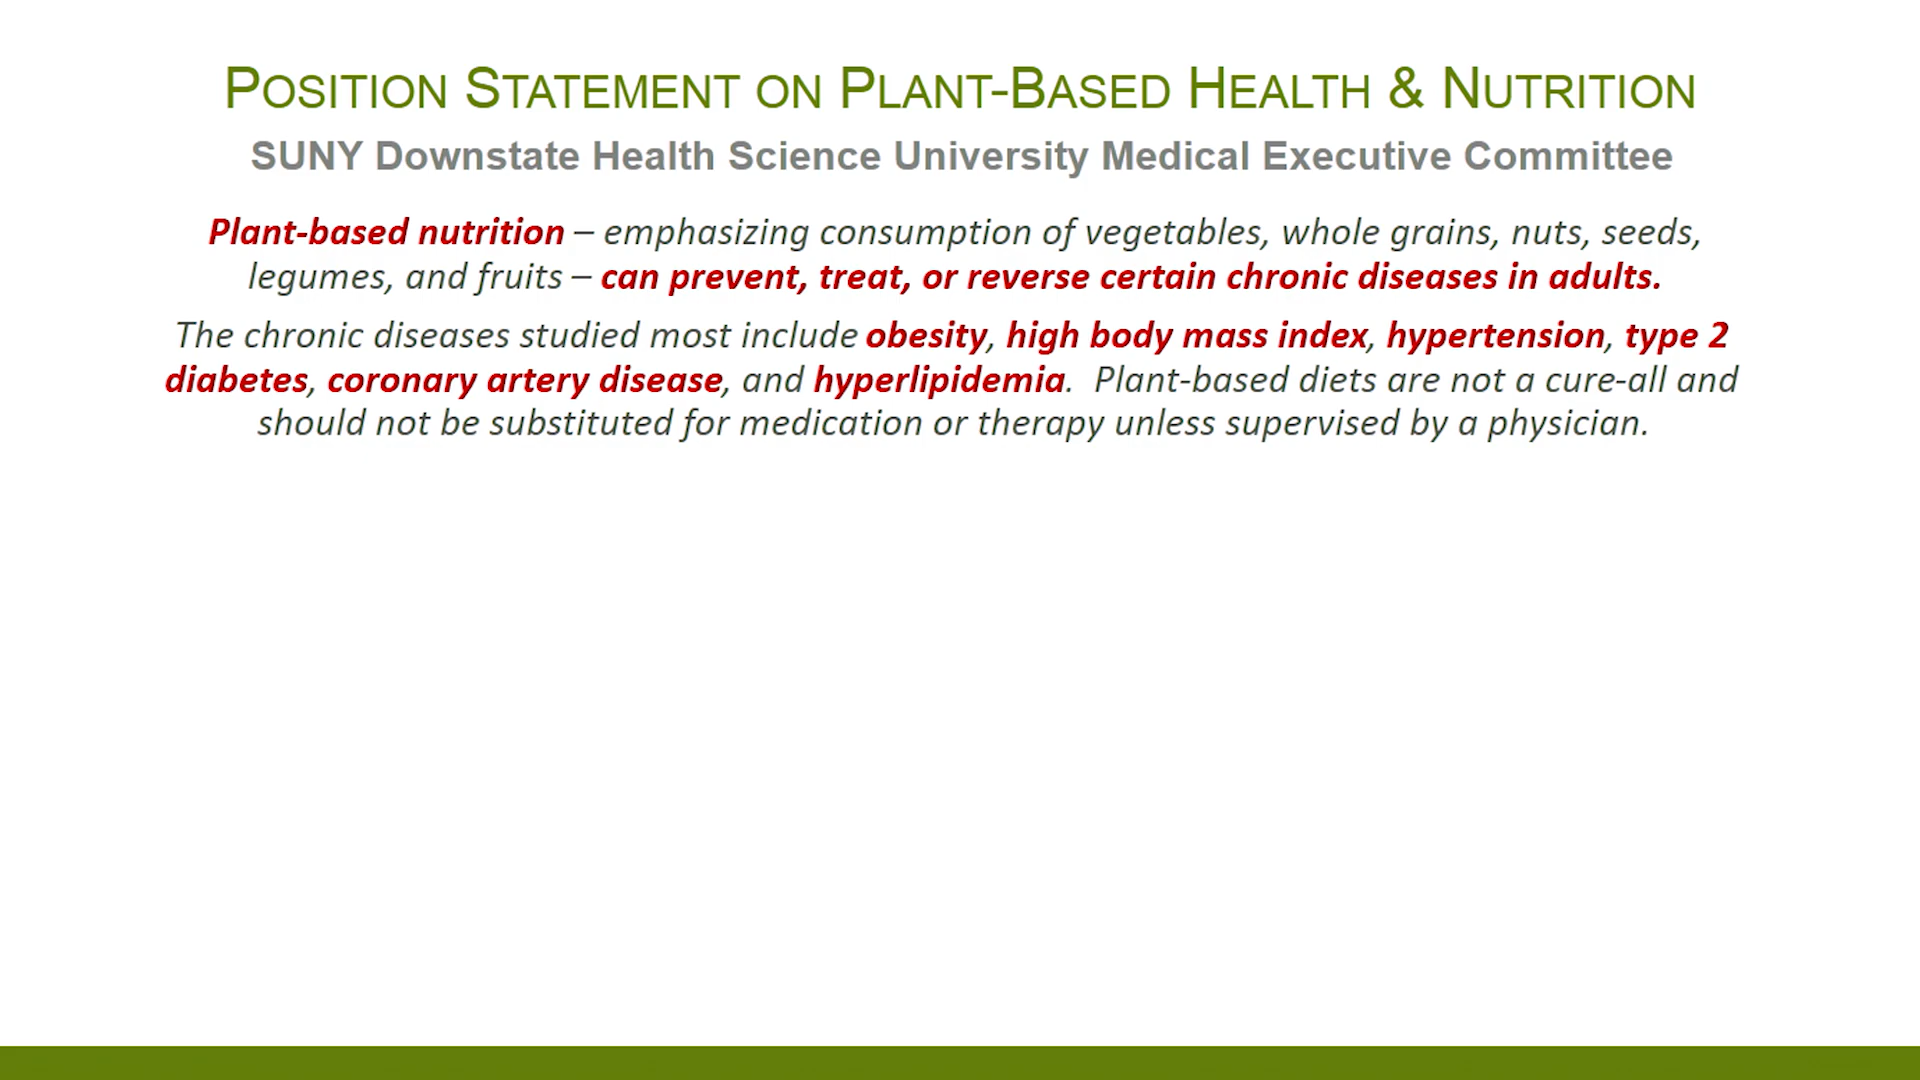 POSITION STATEMENT ON PLANT-BASED HEALTH & NUTRITION
SUNY Downstate Health Science University Medical Executive Committee
Plant-based nutrition – emphasizing consumption of vegetables, whole grains, nuts, seeds,
legumes, and fruits – can prevent, treat, or reverse certain chronic diseases in adults.
The chronic diseases studied most include obesity, high body mass index, hypertension, type 2
diabetes, coronary artery disease, and hyperlipidemia. Plant-based diets are not a cure-all and
should not be substituted for medication or therapy unless supervised by a physician.